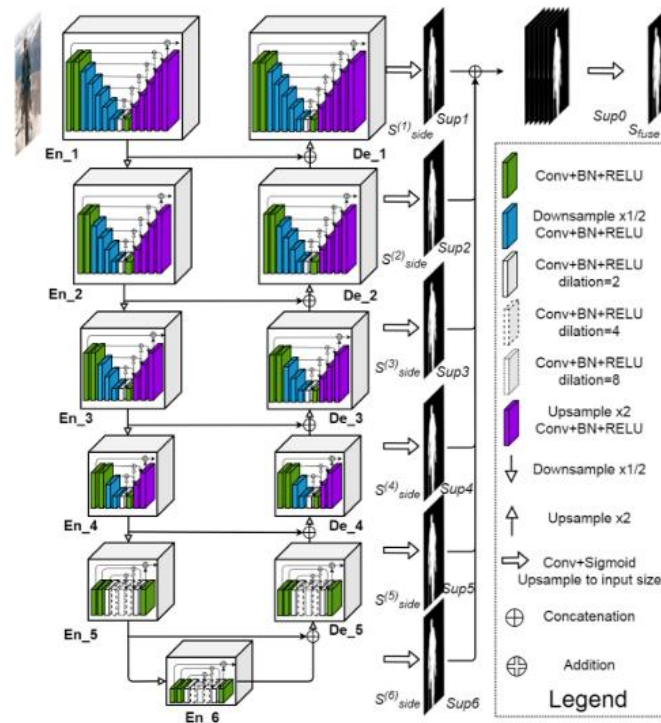 En_1
De_1
S(1)side
Sup1
Sup0
Sfuse
En_2
De_2
S(2)side
Sup2
En_3
De_3
S(3)side
Sup3
En_4
De_4
S(4)side
Sup4
En_5
De_5
S(5)side
Sup5
En_6
S(6)side
Sup6
Conv+BN+RELU
Downsample x1/2
Conv+BN+RELU
Conv+BN+RELU
dilation=2
Conv+BN+RELU
dilation=4
Conv+BN+RELU
dilation=8
Upsample x2
Conv+BN+RELU
Downsample x1/2
Upsample x2
Conv+Sigmoid
Upsample to input size
Concatenation
Addition
Legend